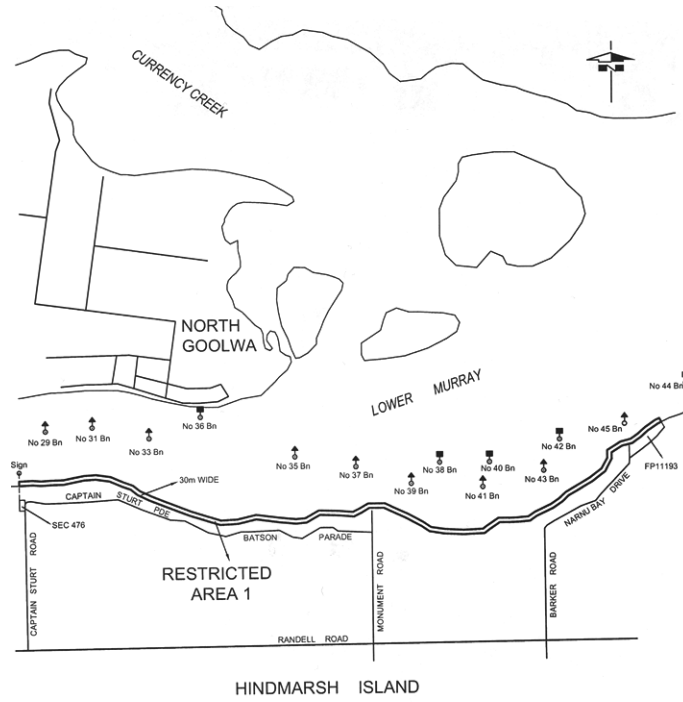 CURRENCY CREEK
N
NORTH
GOOLWA
LOWER MURRAY
No 44 Bn
No 29 Bn
No 31 Bn
No 33 Bn
No 36 Bn
No 35 Bn
No 37 Bn
No 38 Bn
No 39 Bn
No 40 Bn
No 41 Bn
No 42 Bn
No 43 Bn
No 45 Bn
Sign
30m WIDE
FP11193
CAPTAIN STURT PDE
SEC 476
BATSON PARADE
NARNU BAY DRIVE
RESTRICTED
AREA 1
CAPTAIN STURT ROAD
MONUMENT ROAD
BARKER ROAD
RANDELL ROAD
HINDMARSH ISLAND